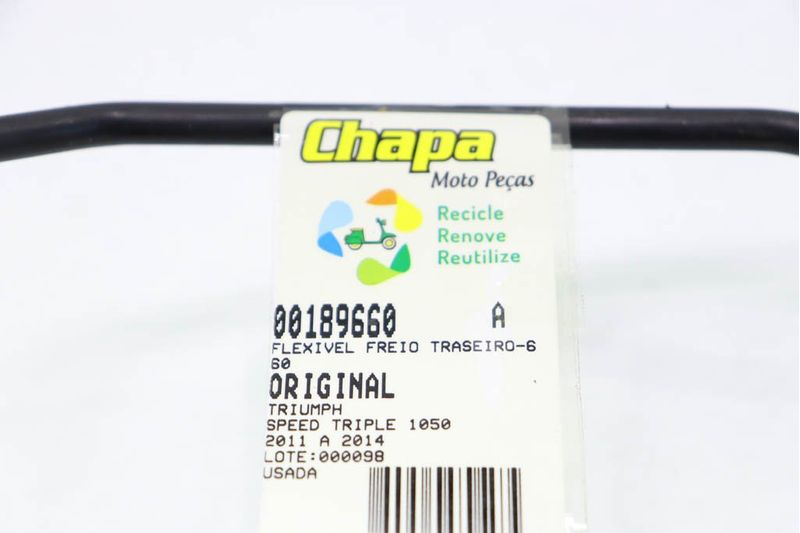 Chapa
Moto Peças
Recicle
Renove
Reutilize
00189660 A
FLEXIVEL FREIO TRASEIRO-6
60
ORIGINAL
TRIUMPH
SPEED TRIPLE 1050
2011 A 2014
LOTE:000098
USADA